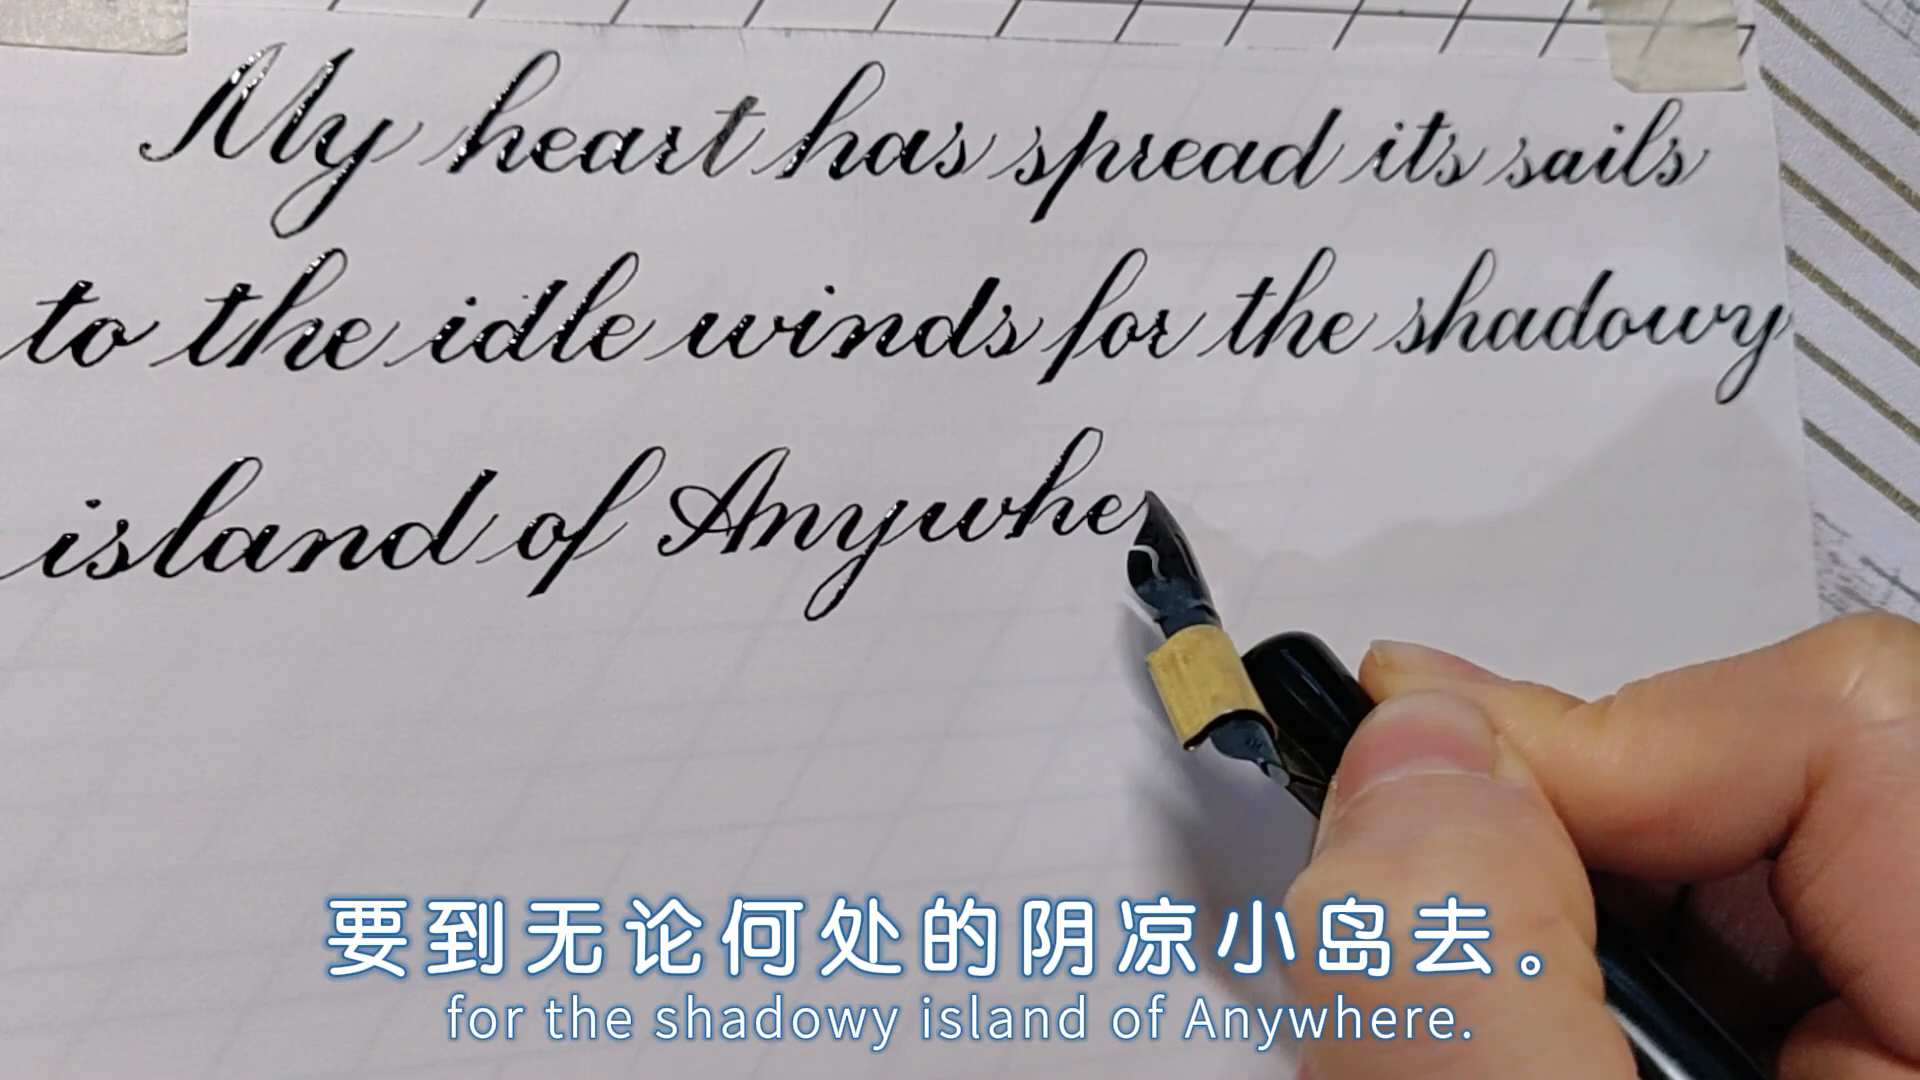 My heart has spread its sails
to the idle winds for the shadowy
island of Anywher
要到无论何处的阴凉小岛去。
for the shadowy island of Anywhere.